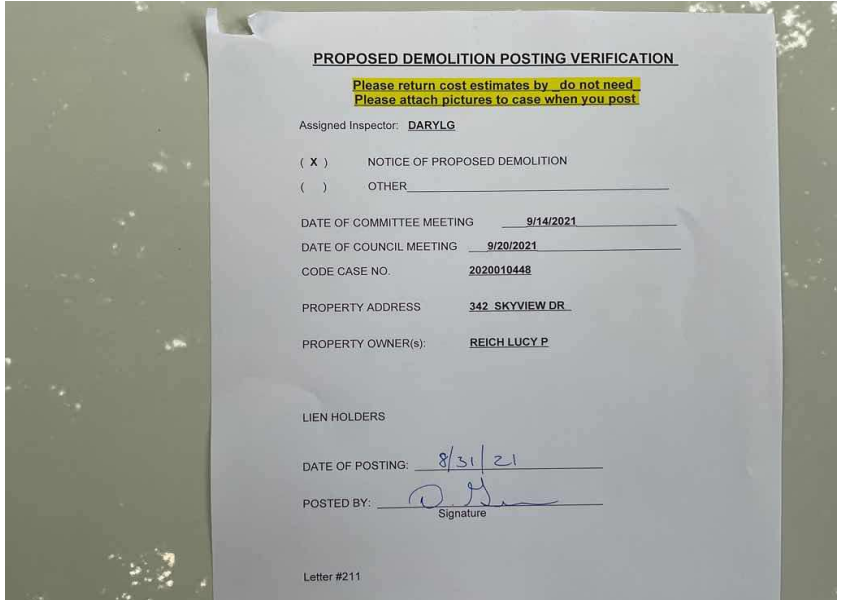 PROPOSED DEMOLITION POSTING VERIFICATION
Please return cost estimates by _do not need_
Please attach pictures to case when you post
Assigned Inspector: DARYLG
( X ) NOTICE OF PROPOSED DEMOLITION
( ) OTHER
DATE OF COMMITTEE MEETING 9/14/2021
DATE OF COUNCIL MEETING 9/20/2021
CODE CASE NO. 2020010448
PROPERTY ADDRESS 342 SKYVIEW DR
PROPERTY OWNER(s): REICH LUCY P
LIEN HOLDERS
DATE OF POSTING: 8/31/21
POSTED BY:
Signature
Letter #211